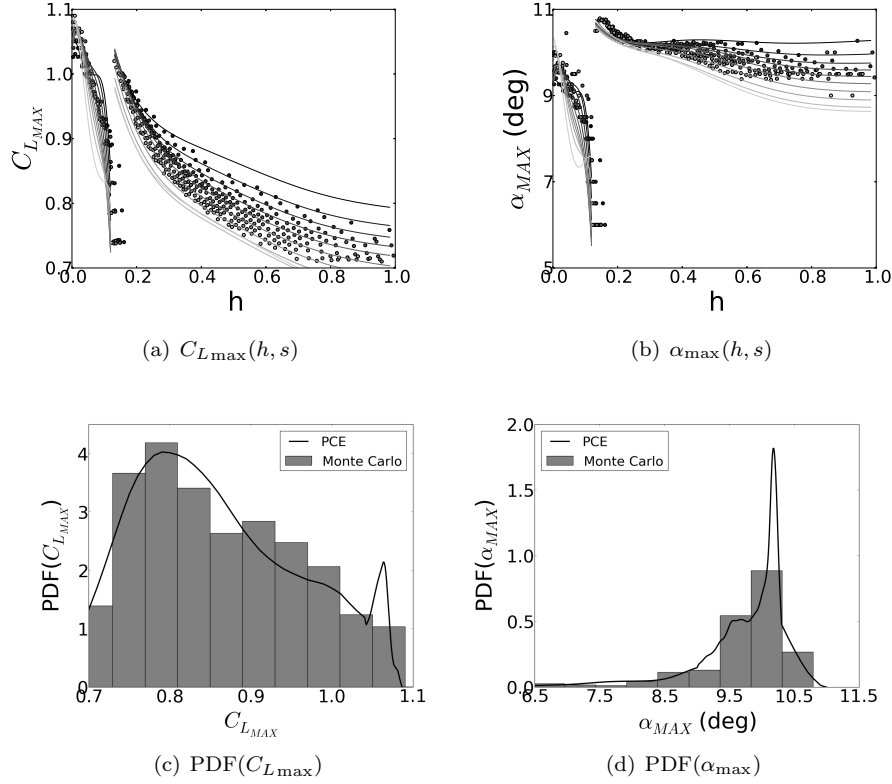 1.1
1.0
0.9
0.8
0.7
C_{L_{MAX}}
0.0 0.2 0.4 0.6 0.8 1.0
h
(a) C_{L max}(h, s)
11
9
7
5
α_{MAX} (deg)
0.0 0.2 0.4 0.6 0.8 1.0
h
(b) α_{max}(h, s)
PCE
Monte Carlo
4
3
2
1
0
PDF(C_{L_{MAX}})
0.7 0.8 0.9 1.0 1.1
C_{L_{MAX}}
(c) PDF(C_{L max})
PCE
Monte Carlo
2.0
1.5
1.0
0.5
0.0
PDF(α_{MAX})
6.5 7.5 8.5 9.5 10.5 11.5
α_{MAX} (deg)
(d) PDF(α_{max})